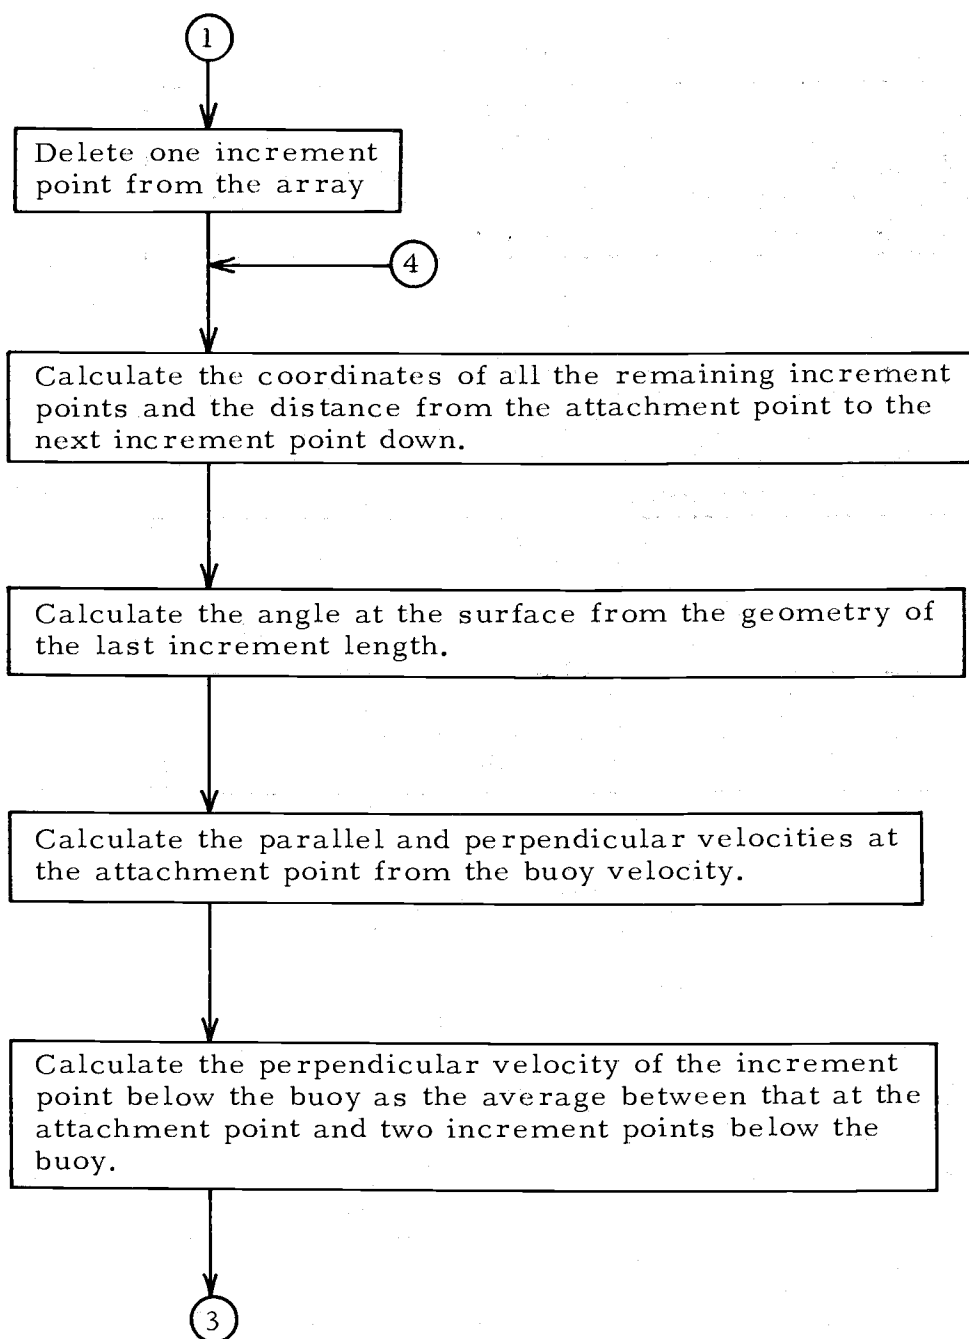 1
Delete one increment
point from the array
4
Calculate the coordinates of all the remaining increment
points and the distance from the attachment point to the
next increment point down.
Calculate the angle at the surface from the geometry of
the last increment length.
Calculate the parallel and perpendicular velocities at
the attachment point from the buoy velocity.
Calculate the perpendicular velocity of the increment
point below the buoy as the average between that at the
attachment point and two increment points below the
buoy.
3